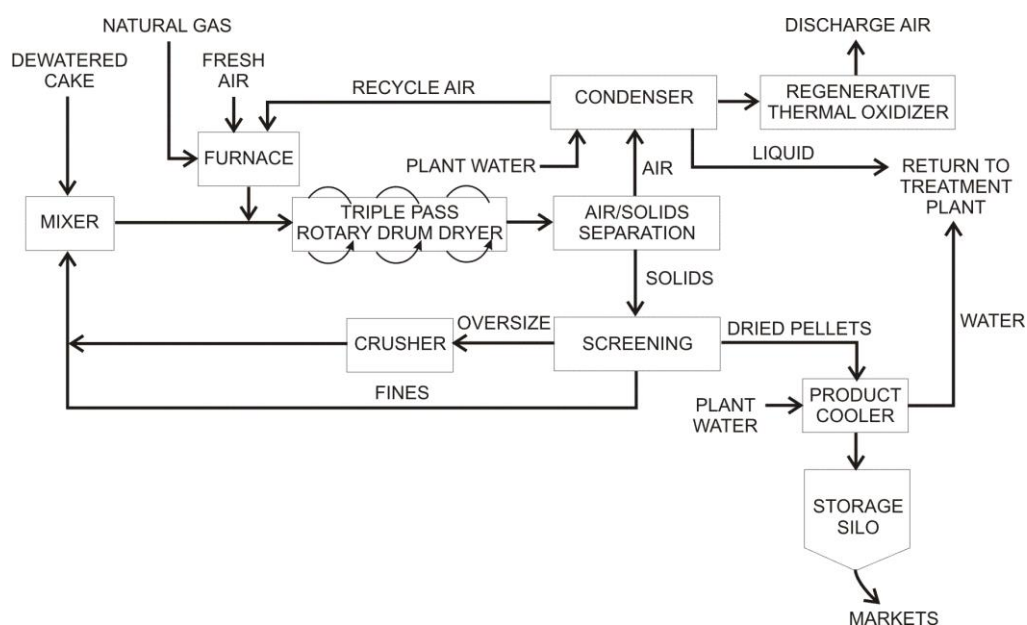 NATURAL GAS
DISCHARGE AIR
DEWATERED
CAKE
FRESH
AIR
RECYCLE AIR
CONDENSER
REGENERATIVE
THERMAL OXIDIZER
FURNACE
PLANT WATER
AIR
LIQUID
RETURN TO
TREATMENT
PLANT
MIXER
TRIPLE PASS
ROTARY DRUM DRYER
AIR/SOLIDS
SEPARATION
SOLIDS
OVERSIZE
DRIED PELLETS
WATER
CRUSHER
SCREENING
FINES
PLANT
WATER
PRODUCT
COOLER
STORAGE
SILO
MARKETS